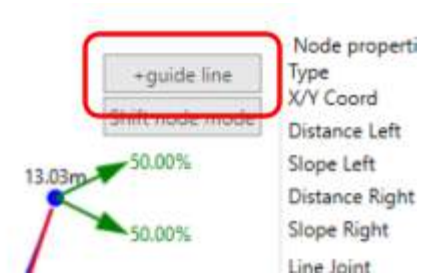 Node properti
+guide line
Type
X/Y Coord
Shift node mode
Distance Left
50.00%
Slope Left
13.03m
Distance Right
50.00%
Slope Right
Line Joint